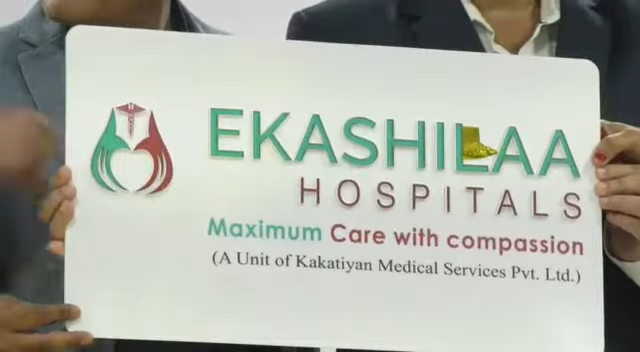 EKASHILAA
HOSPITALS
Maximum Care with compassion
(A Unit of Kakatiyan Medical Services Pvt. Ltd.)